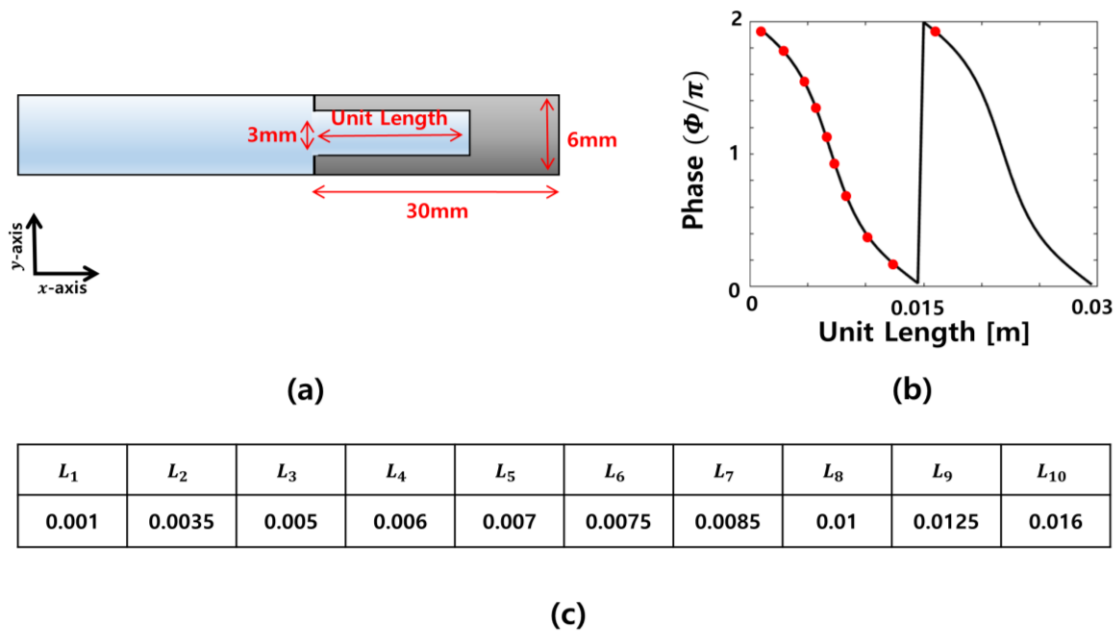 Unit Length
3mm
6mm
30mm
y-axis
x-axis
(a)
2
1
0
Phase (Φ/π)
0 0.015 0.03
Unit Length [m]
(b)
L₁ L₂ L₃ L₄ L₅ L₆ L₇ L₈ L₉ L₁₀
0.001 0.0035 0.005 0.006 0.007 0.0075 0.0085 0.01 0.0125 0.016
(c)